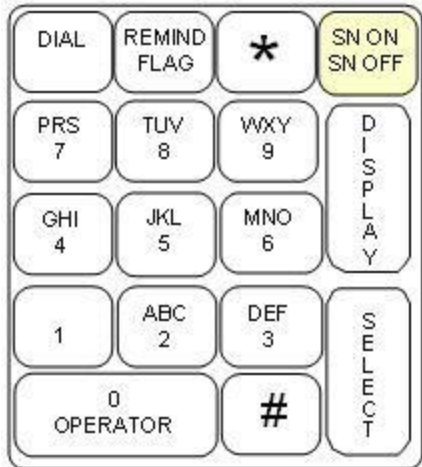 DIAL
REMIND
FLAG
*
SN ON
SN OFF
PRS
7
TUV
8
WXY
9
DISPLAY
GHI
4
JKL
5
MNO
6
1
ABC
2
DEF
3
SELECT
0
OPERATOR
#